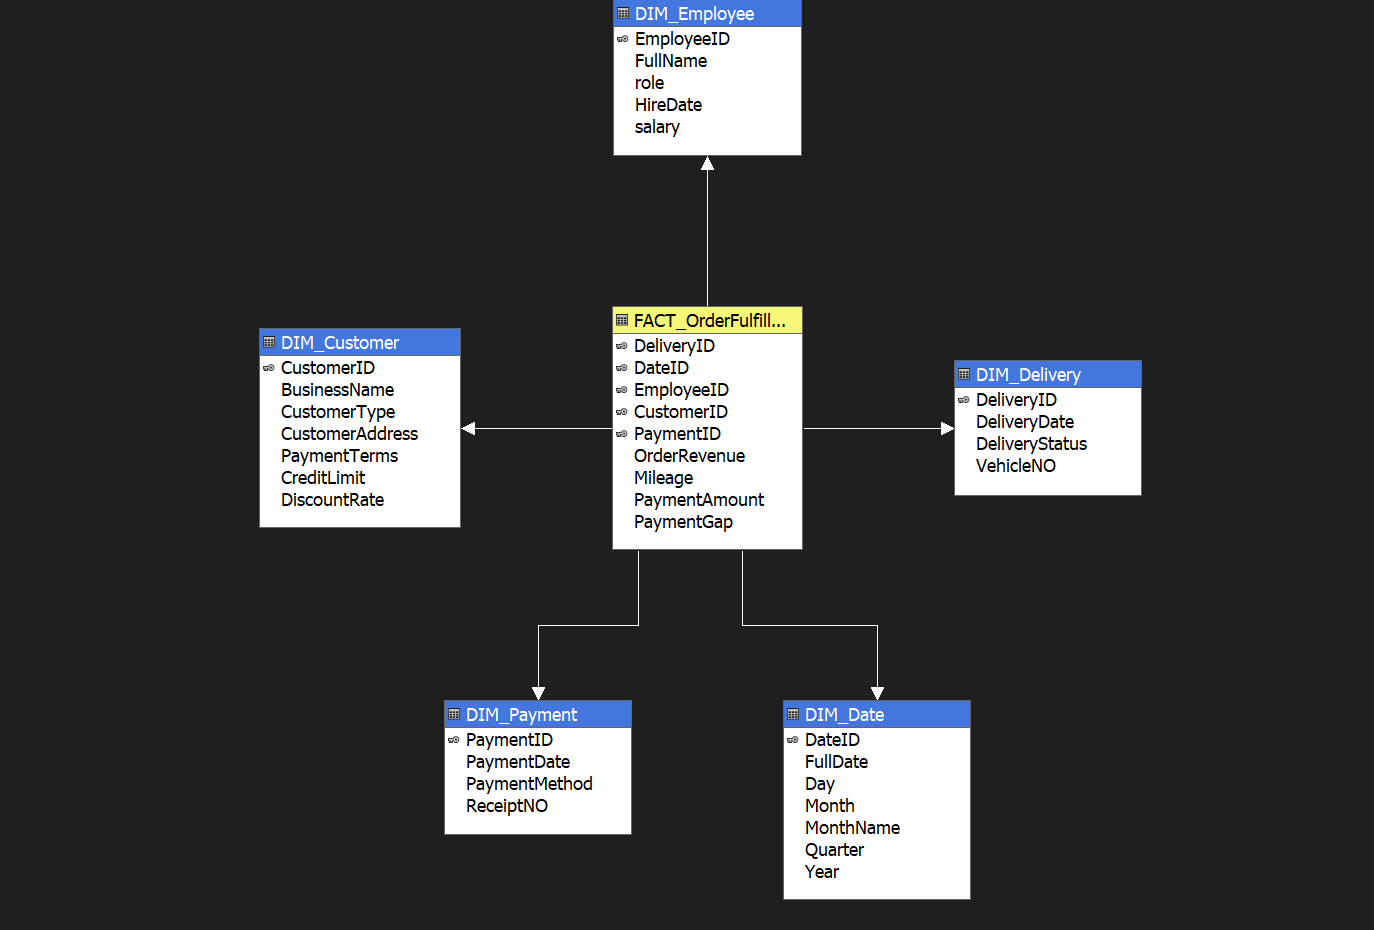 DIM_Employee
EmployeeID
FullName
role
HireDate
salary
FACT_OrderFulfill...
DeliveryID
DateID
EmployeeID
CustomerID
PaymentID
OrderRevenue
Mileage
PaymentAmount
PaymentGap
DIM_Customer
CustomerID
BusinessName
CustomerType
CustomerAddress
PaymentTerms
CreditLimit
DiscountRate
DIM_Delivery
DeliveryID
DeliveryDate
DeliveryStatus
VehicleNO
DIM_Payment
PaymentID
PaymentDate
PaymentMethod
ReceiptNO
DIM_Date
DateID
FullDate
Day
Month
MonthName
Quarter
Year